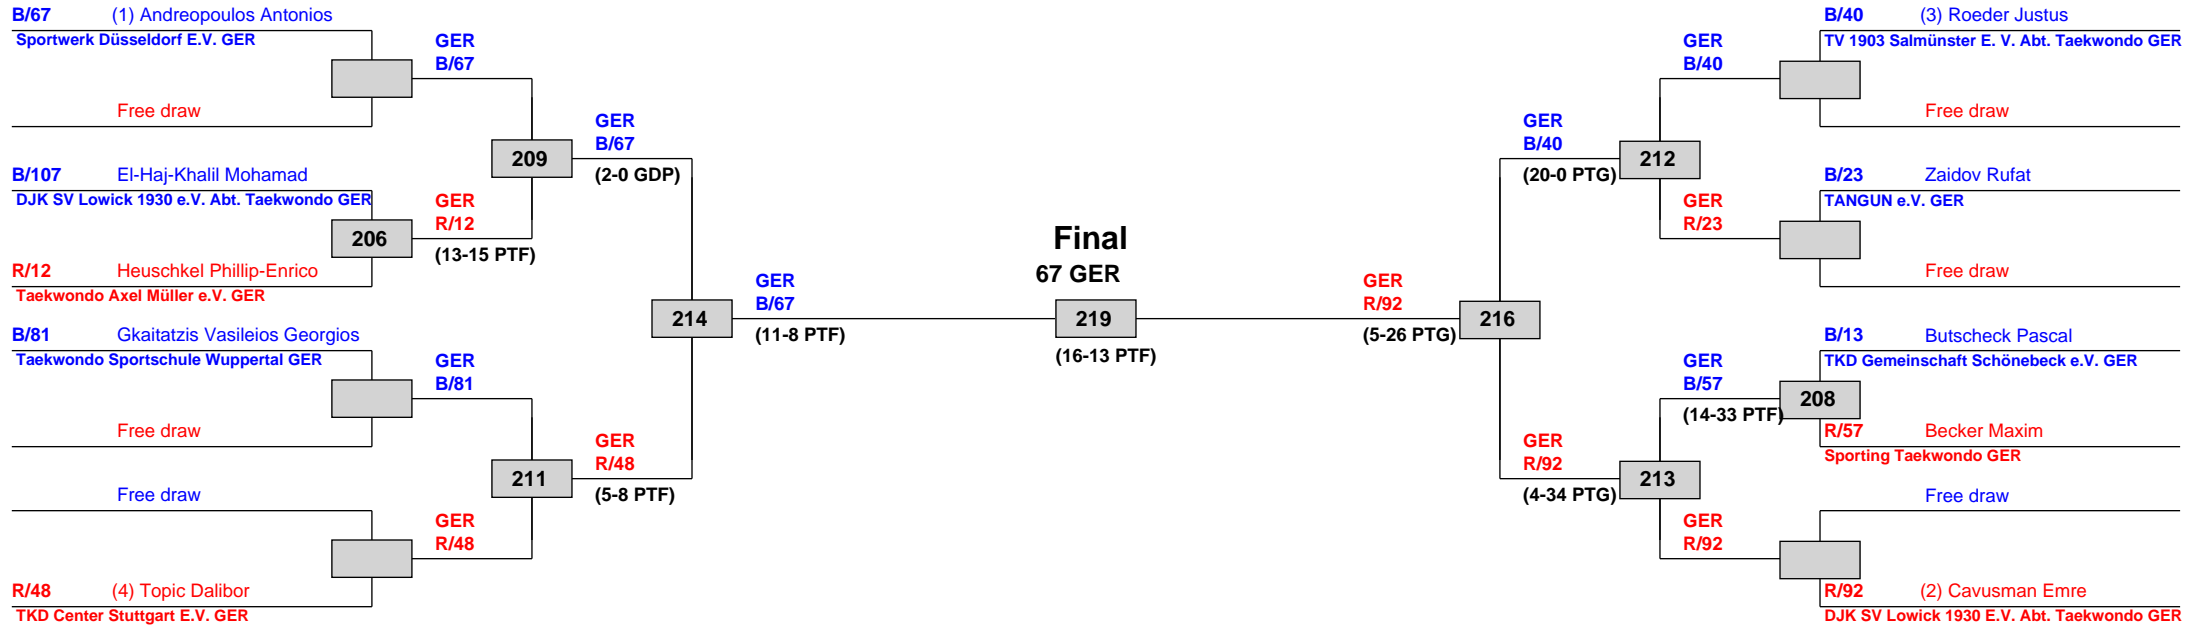 B/67 (1) Andreopoulos Antonios
Sportwerk Düsseldorf E.V. GER
Free draw
GER
B/67
B/107 El-Haj-Khalil Mohamad
DJK SV Lowick 1930 e.V. Abt. Taekwondo GER
206
R/12 Heuschkel Phillip-Enrico
Taekwondo Axel Müller e.V. GER
GER
R/12
(13-15 PTF)
209
GER
B/67
(2-0 GDP)
B/81 Gkaitatzis Vasileios Georgios
Taekwondo Sportschule Wuppertal GER
Free draw
GER
B/81
Free draw
R/48 (4) Topic Dalibor
TKD Center Stuttgart E.V. GER
GER
R/48
211
GER
R/48
(5-8 PTF)
214
GER
B/67
(11-8 PTF)
Final
67 GER
219
(16-13 PTF)
GER
R/92
(5-26 PTG)
216
GER
B/40
(20-0 PTG)
212
GER
B/40
B/40 (3) Roeder Justus
TV 1903 Salmünster E. V. Abt. Taekwondo GER
Free draw
GER
R/23
B/23 Zaidov Rufat
TANGUN e.V. GER
Free draw
GER
R/92
(4-34 PTG)
213
GER
B/57
(14-33 PTF)
208
B/13 Butscheck Pascal
TKD Gemeinschaft Schönebeck e.V. GER
R/57 Becker Maxim
Sporting Taekwondo GER
GER
R/92
Free draw
R/92 (2) Cavusman Emre
DJK SV Lowick 1930 E.V. Abt. Taekwondo GER